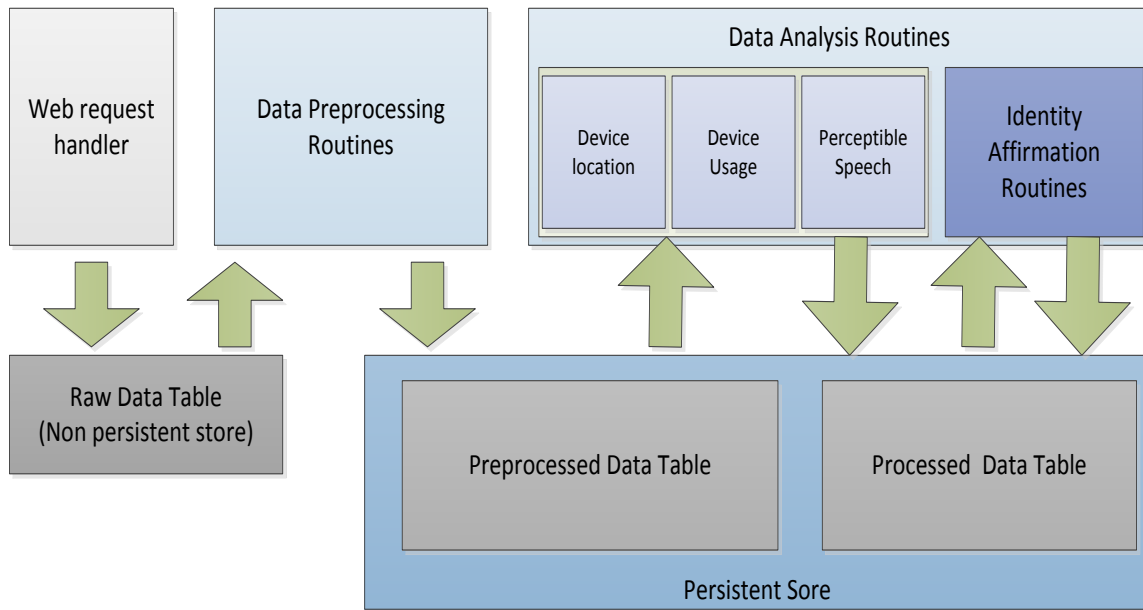 Web request
handler
Data Preprocessing
Routines
Data Analysis Routines
Device
location
Device
Usage
Perceptible
Speech
Identity
Affirmation
Routines
Raw Data Table
(Non persistent store)
Preprocessed Data Table
Processed  Data Table
Persistent Sore